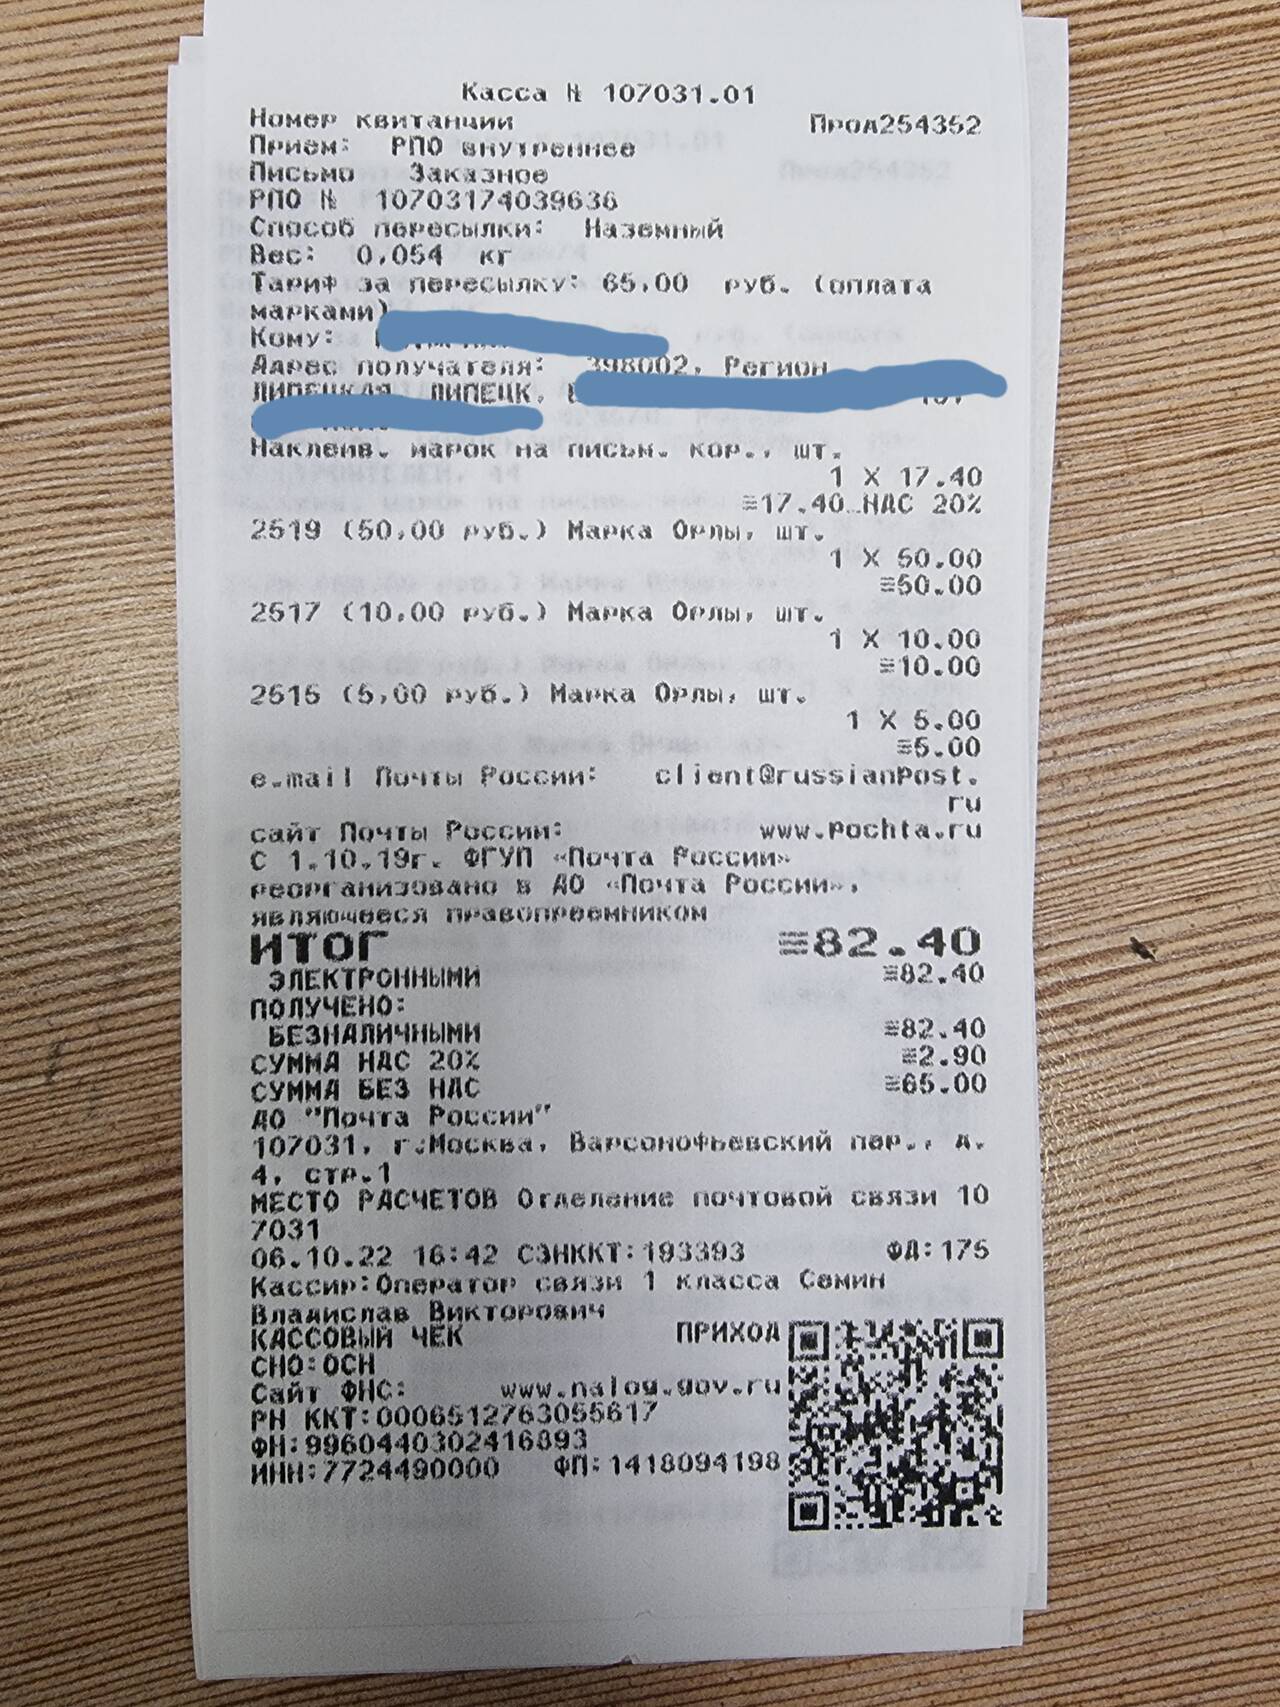 Касса № 107031.01
Номер квитанции Прод254352
Прием: РПО внутреннее
Письмо Заказное
РПО № 10703174039636
Способ пересылки: Наземный
Вес: 0,054 кг
Тариф за пересылку: 65,00 руб. (оплата
марками)
Кому:
Адрес получателя: 398002, Регион
ЛИПЕЦКАЯ, ЛИПЕЦК,
Наклеив. марок на письм. кор., шт.
1 X 17.40
≡17.40 НДС 20%
2519 (50,00 руб.) Марка Орлы, шт.
1 X 50.00
≡50.00
2517 (10,00 руб.) Марка Орлы, шт.
1 X 10.00
≡10.00
2515 (5,00 руб.) Марка Орлы, шт.
1 X 5.00
≡5.00
e.mail Почты России: client@russianPost.
ru
сайт Почты России: www.pochta.ru
С 1.10.19г. ФГУП «Почта России»
реорганизовано в АО «Почта России»,
являющееся правопреемником
ИТОГ ≡82.40
ЭЛЕКТРОННЫМИ ≡82.40
ПОЛУЧЕНО:
БЕЗНАЛИЧНЫМИ ≡82.40
СУММА НДС 20% ≡2.90
СУММА БЕЗ НДС ≡65.00
АО "Почта России"
107031, г.Москва, Варсонофьевский пер., д.
4, стр.1
МЕСТО РАСЧЕТОВ Отделение почтовой связи 10
7031
06.10.22 16:42 СЗНККТ:193393 ФД:175
Кассир:Оператор связи 1 класса Семин
Владислав Викторович
КАССОВЫЙ ЧЕК ПРИХОД
СНО:ОСН
Сайт ФНС: www.nalog.gov.ru
РН ККТ:0006512763055617
ФН:9960440302416893
ИНН:7724490000 ФП:1418094198